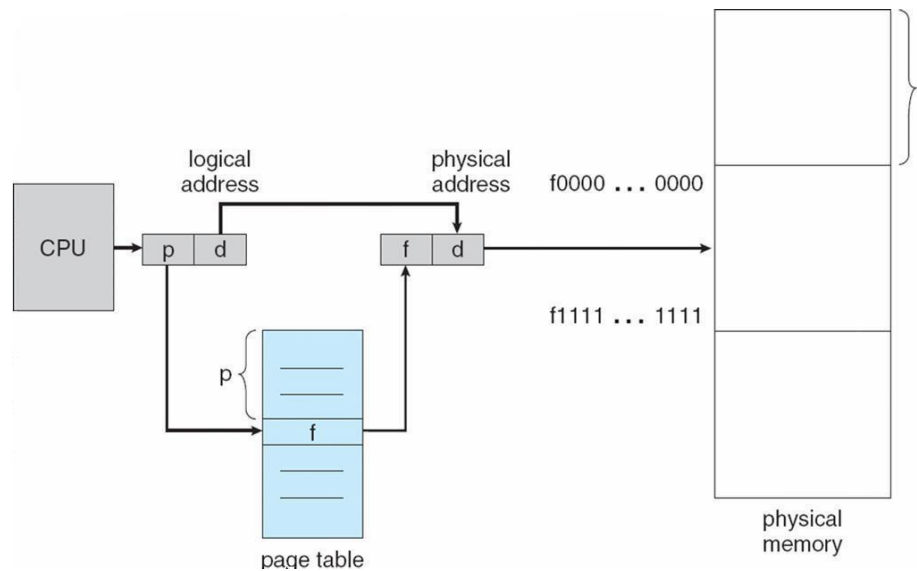 logical
address
physical
address
f0000 ... 0000
CPU
p
d
f
d
f1111 ... 1111
p
f
page table
physical
memory